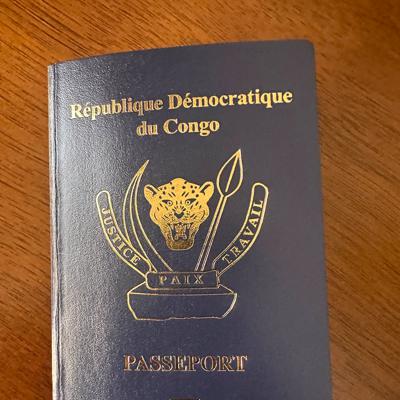 République Démocratique
du Congo
JUSTICE
PAIX
TRAVAIL
PASSEPORT